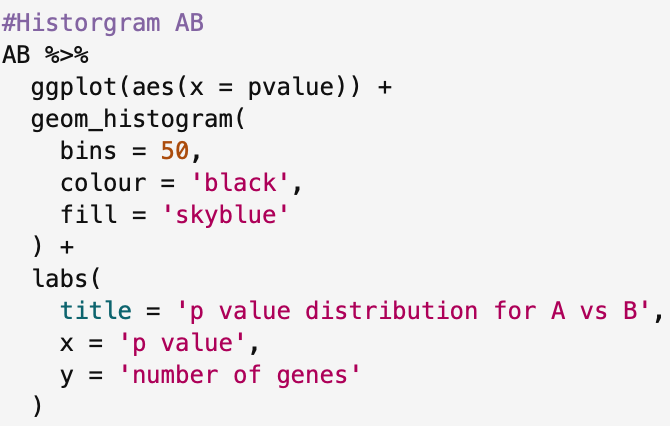 #Historgram AB
AB %>%
  ggplot(aes(x = pvalue)) +
  geom_histogram(
    bins = 50,
    colour = 'black',
    fill = 'skyblue'
  ) +
  labs(
    title = 'p value distribution for A vs B',
    x = 'p value',
    y = 'number of genes'
  )